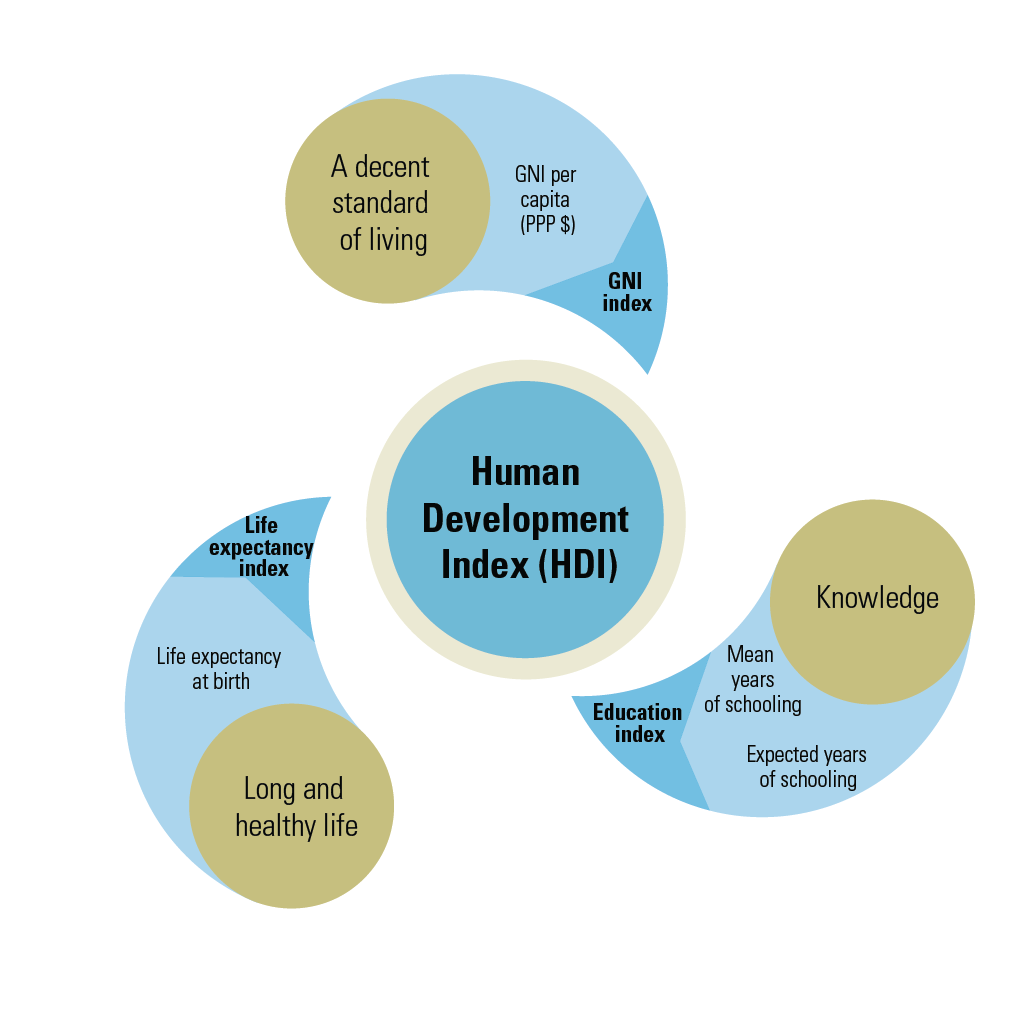 A decent
standard
of living
GNI per
capita
(PPP $)
GNI
index
Human
Development
Index (HDI)
Life
expectancy
index
Life expectancy
at birth
Long and
healthy life
Knowledge
Mean
years
of schooling
Expected years
of schooling
Education
index